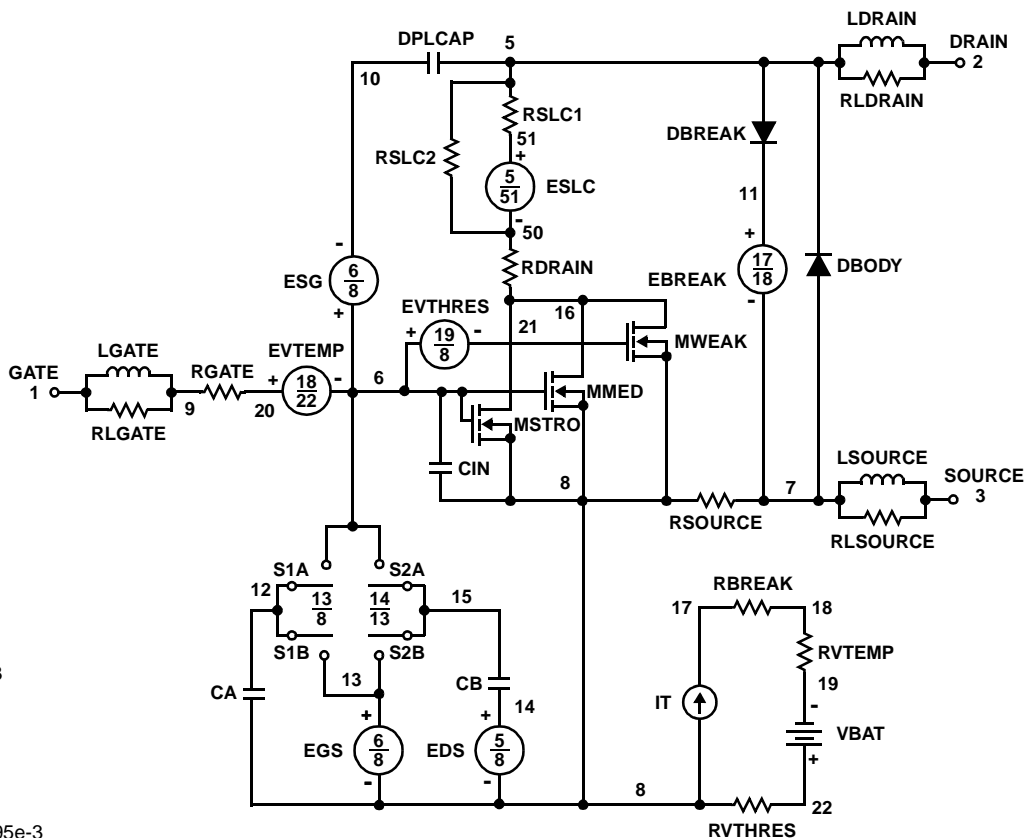 LDRAIN
DPLCAP
5
DRAIN
2
10
RLDRAIN
RSLC1
DBREAK
51
RSLC2
+
5
51
ESLC
11
-
50
-
+
17
18
RDRAIN
EBREAK
DBODY
6
8
ESG
EVTHRES
16
-
+
+
19
8
-
21
MWEAK
LGATE
EVTEMP
GATE
1
RGATE
+
18
22
-
6
MMED
9
20
MSTRO
RLGATE
CIN
LSOURCE
8
7
SOURCE
3
RSOURCE
RLSOURCE
S1A
S2A
12
13
8
14
13
15
RBREAK
17
18
S1B
S2B
RVTEMP
13
CB
19
CA
14
IT
-
+
+
VBAT
EGS
6
8
EDS
5
8
+
-
-
8
22
RVTHRES
95e-3